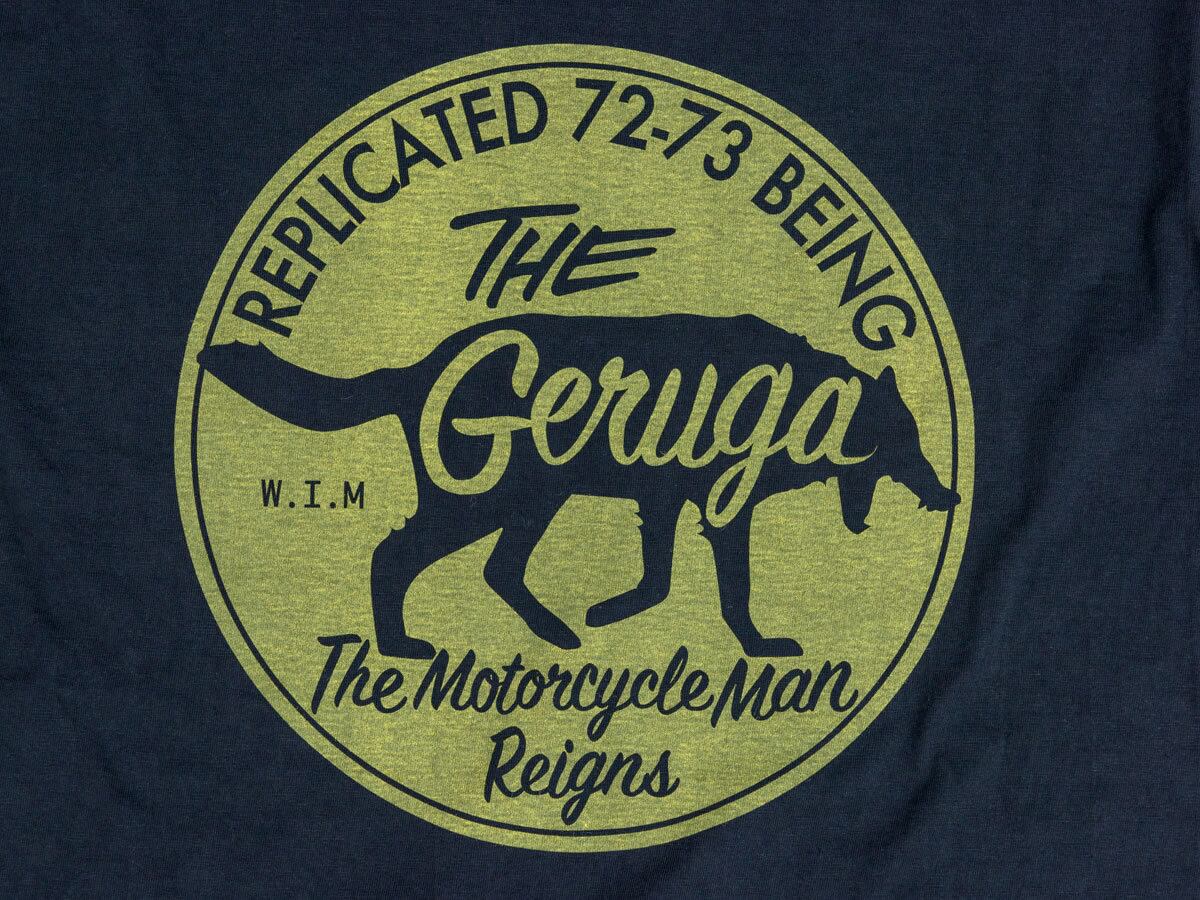 REPLICATED 72-73 BEING
THE
Geruga
W.I.M
The Motorcycle Man
Reigns